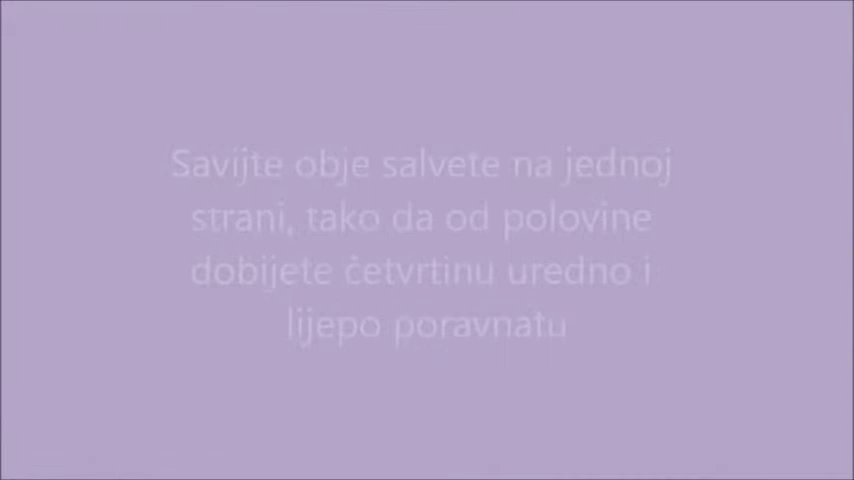 Savijte obje salvete na jednoj
strani, tako da od polovine
dobijete četvrtinu uredno i
lijepo poravnatu